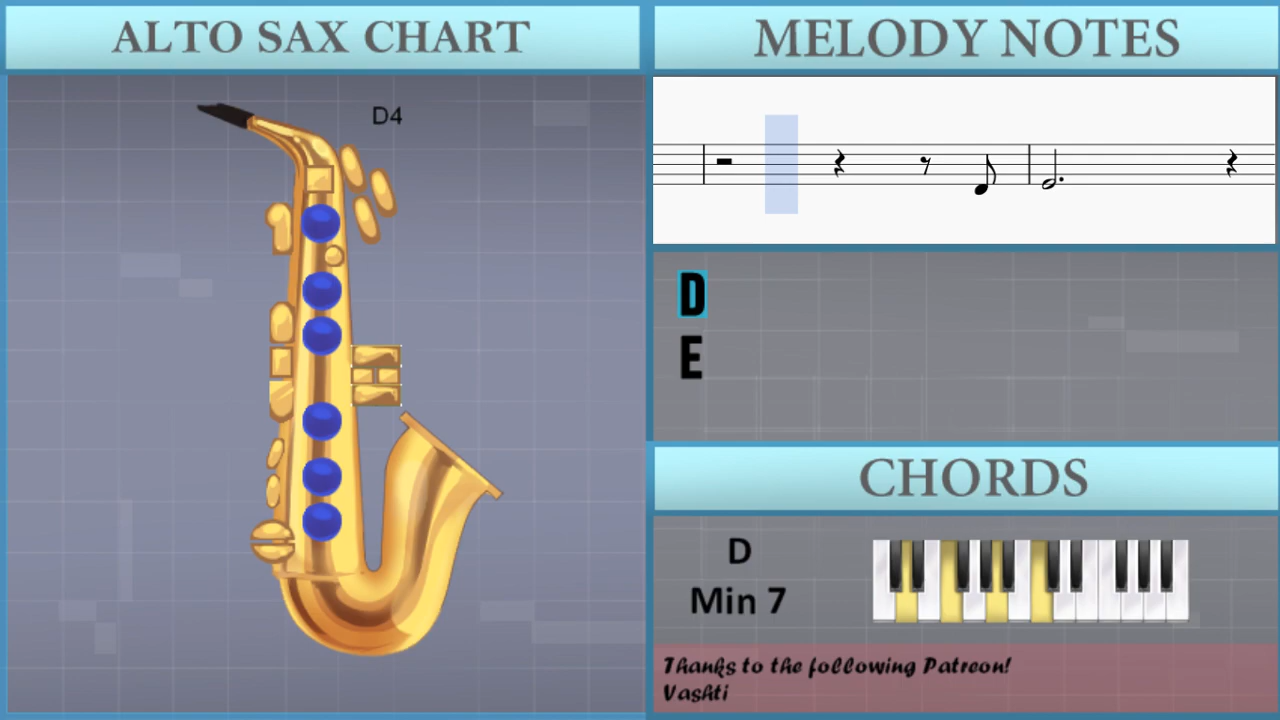 ALTO SAX CHART
D4
MELODY NOTES
D
E
CHORDS
D
Min 7
Thanks to the following Patreon!
Vashti